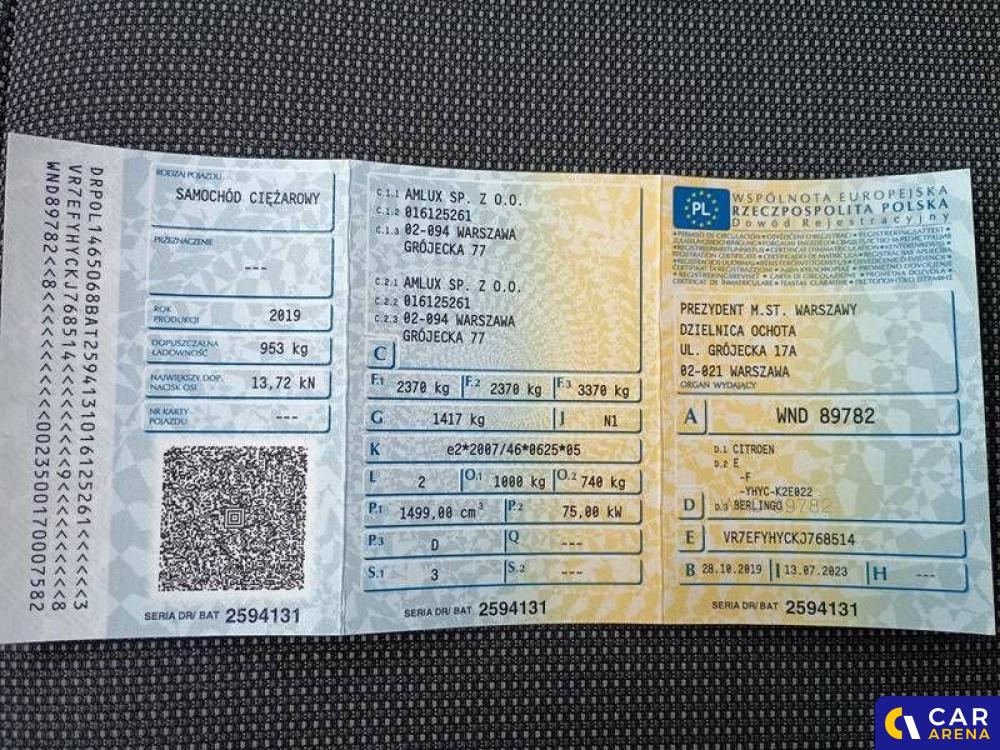 DRPOL1465068BAT2594131016125261<<<<<3
VR7EFYHYCKJ768514<<<<<<9<<<<<<<<<8
WND89782<<8<<<<<<<<<<<0023500170007582
RODZAJ POJAZDU
SAMOCHÓD CIĘŻAROWY
PRZEZNACZENIE
---
ROK PRODUKCJI
2019
DOPUSZCZALNA ŁADOWNOŚĆ
953 kg
NAJWIĘKSZY DOP. NACISK OSI
13,72 kN
NR KARTY POJAZDU
---
SERIA DR/ BAT 2594131
C.1.1 AMLUX SP. Z O.O.
C.1.2 016125261
C.1.3 02-094 WARSZAWA
GRÓJECKA 77
C.2.1 AMLUX SP. Z O.O.
C.2.2 016125261
C.2.3 02-094 WARSZAWA
GRÓJECKA 77
C
F.1 2370 kg F.2 2370 kg F.3 3370 kg
G 1417 kg J N1
K e2*2007/46*0625*05
L 2 O.1 1000 kg O.2 740 kg
P.1 1499,00 cm³ P.2 75,00 kW
P.3 D Q ---
S.1 3 S.2 ---
SERIA DR/ BAT 2594131
PL
WSPÓLNOTA EUROPEJSKA
RZECZPOSPOLITA POLSKA
Dowód Rejestracyjny
PREZYDENT M.ST. WARSZAWY
DZIELNICA OCHOTA
UL. GRÓJECKA 17A
02-021 WARSZAWA
ORGAN WYDAJĄCY
A WND 89782
D.1 CITROEN
D.2 E
-F
-YHYC-K2E022
D D.3 BERLINGO
E VR7EFYHYCKJ768514
B 28.10.2019 I 13.07.2023 H ---
SERIA DR/ BAT 2594131
CAR
ARENA